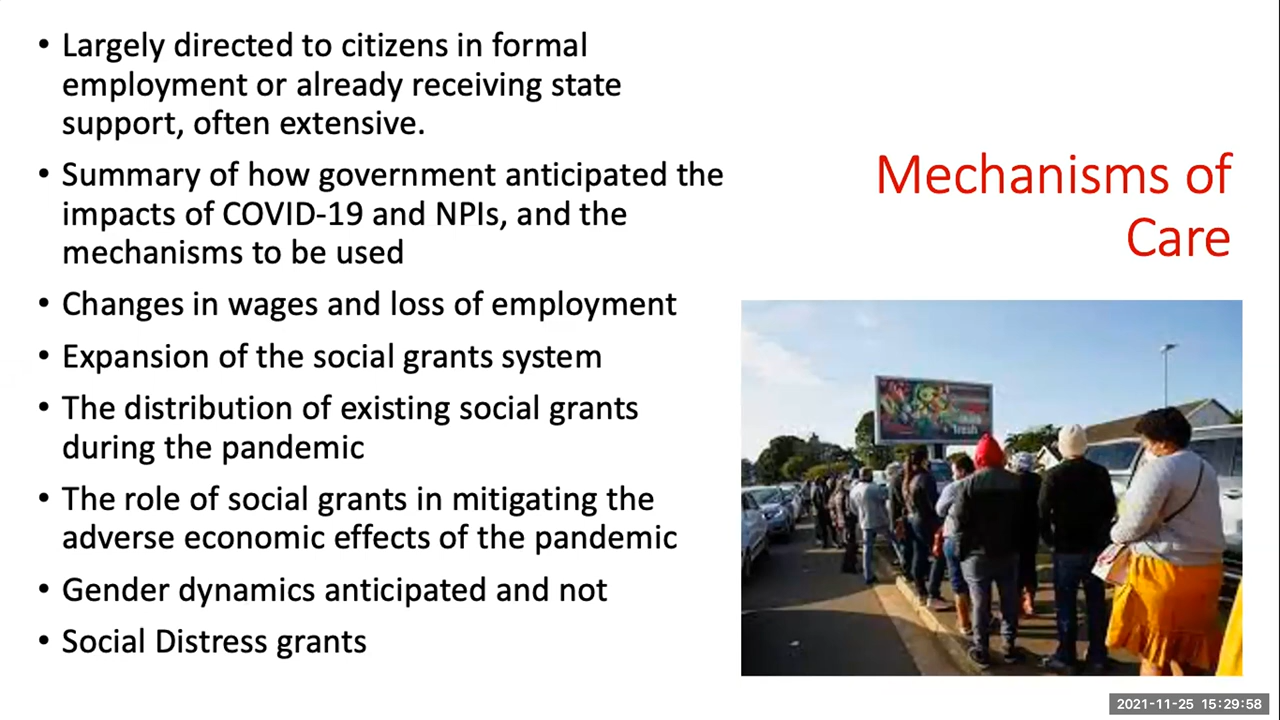 • Largely directed to citizens in formal
employment or already receiving state
support, often extensive.
• Summary of how government anticipated the
impacts of COVID-19 and NPIs, and the
mechanisms to be used
• Changes in wages and loss of employment
• Expansion of the social grants system
• The distribution of existing social grants
during the pandemic
• The role of social grants in mitigating the
adverse economic effects of the pandemic
• Gender dynamics anticipated and not
• Social Distress grants
Mechanisms of
Care
fresh
2021-11-25 15:29:58